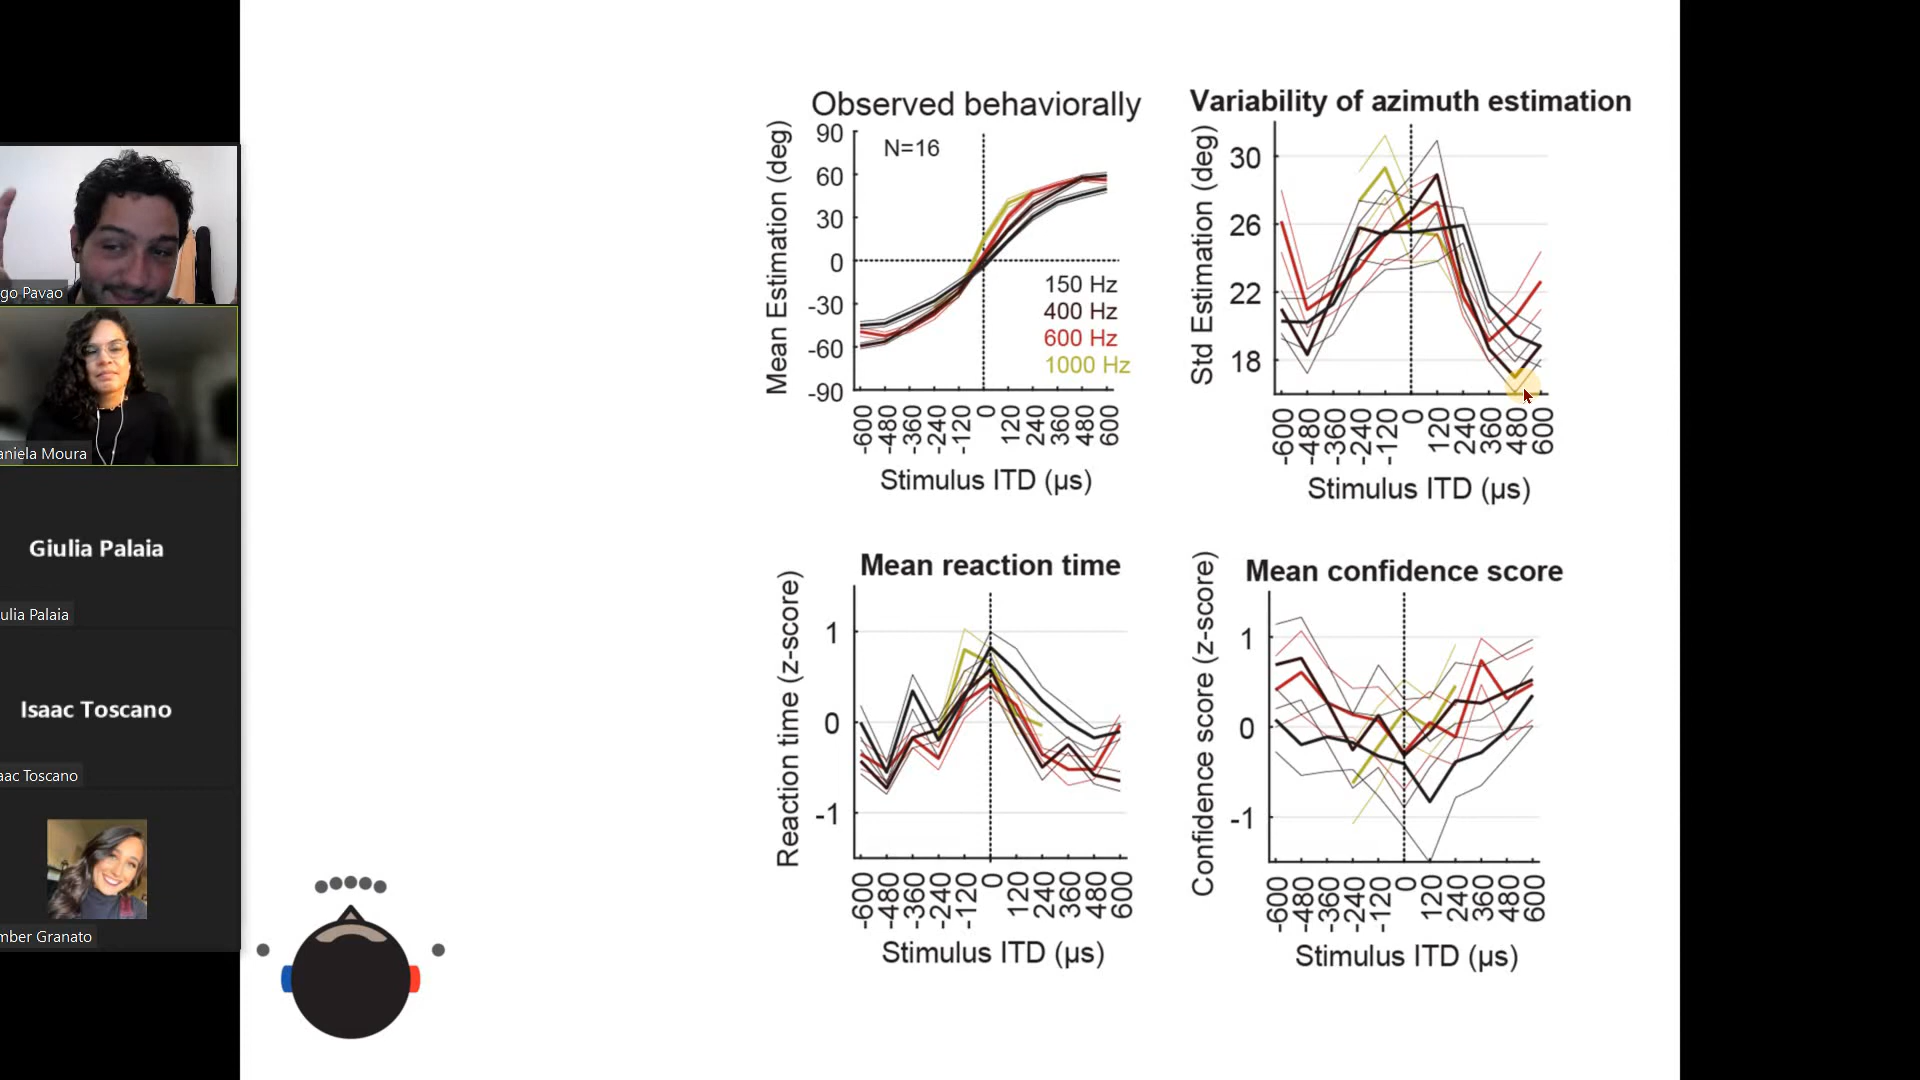 go Pavao
aniela Moura
Giulia Palaia
ulia Palaia
Isaac Toscano
aac Toscano
mber Granato
Observed behaviorally
Mean Estimation (deg)
90
60
30
0
-30
-60
-90
N=16
150 Hz
400 Hz
600 Hz
1000 Hz
-600 -480 -360 -240 -120 0 120 240 360 480 600
Stimulus ITD (µs)
Variability of azimuth estimation
Std Estimation (deg)
30
26
22
18
-600 -480 -360 -240 -120 0 120 240 360 480 600
Stimulus ITD (µs)
Mean reaction time
Reaction time (z-score)
1
0
-1
-600 -480 -360 -240 -120 0 120 240 360 480 600
Stimulus ITD (µs)
Mean confidence score
Confidence score (z-score)
1
0
-1
-600 -480 -360 -240 -120 0 120 240 360 480 600
Stimulus ITD (µs)